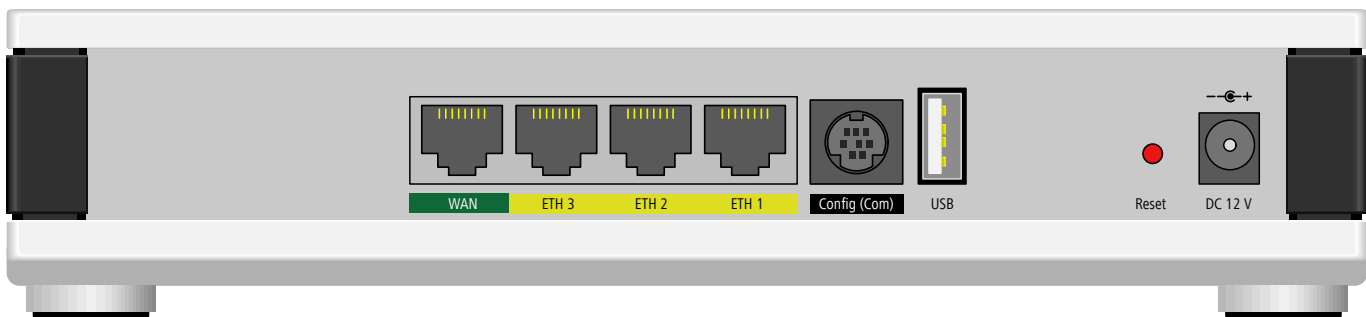 WAN
ETH 3
ETH 2
ETH 1
Config (Com)
USB
Reset
DC 12 V